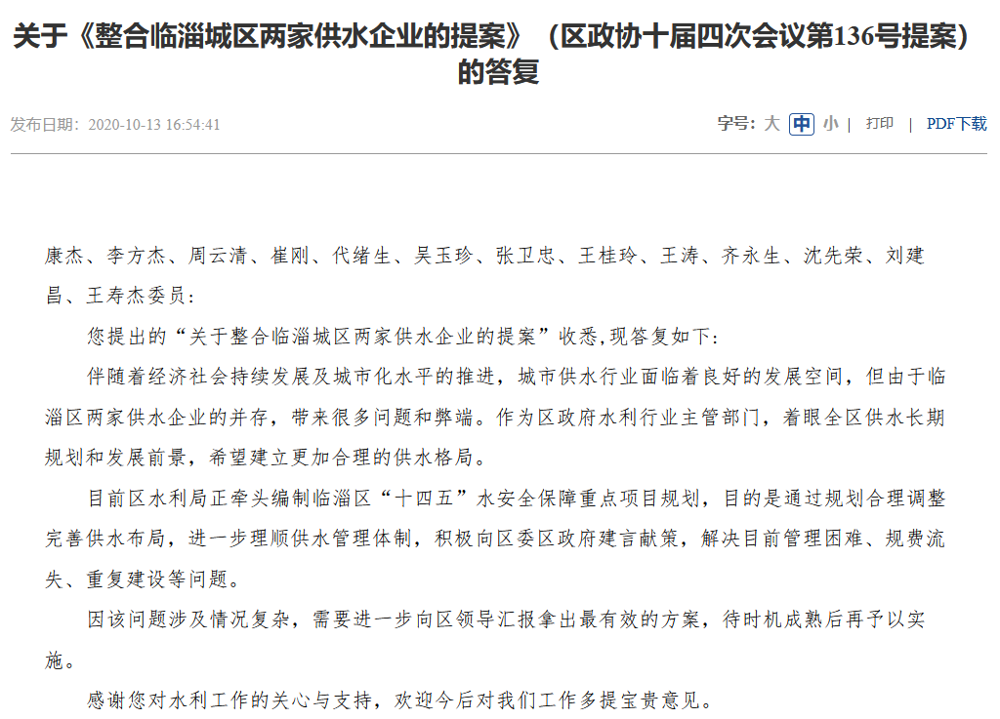 关于《整合临淄城区两家供水企业的提案》（区政协十届四次会议第136号提案）
的答复
发布日期：2020-10-13 16:54:41 字号：大 中 小 | 打印 | PDF下载
康杰、李方杰、周云清、崔刚、代绪生、吴玉珍、张卫忠、王桂玲、王涛、齐永生、沈先荣、刘建
昌、王寿杰委员：
您提出的“关于整合临淄城区两家供水企业的提案”收悉,现答复如下：
伴随着经济社会持续发展及城市化水平的推进，城市供水行业面临着良好的发展空间，但由于临
淄区两家供水企业的并存，带来很多问题和弊端。作为区政府水利行业主管部门，着眼全区供水长期
规划和发展前景，希望建立更加合理的供水格局。
目前区水利局正牵头编制临淄区“十四五”水安全保障重点项目规划，目的是通过规划合理调整
完善供水布局，进一步理顺供水管理体制，积极向区委区政府建言献策，解决目前管理困难、规费流
失、重复建设等问题。
因该问题涉及情况复杂，需要进一步向区领导汇报拿出最有效的方案，待时机成熟后再予以实
施。
感谢您对水利工作的关心与支持，欢迎今后对我们工作多提宝贵意见。